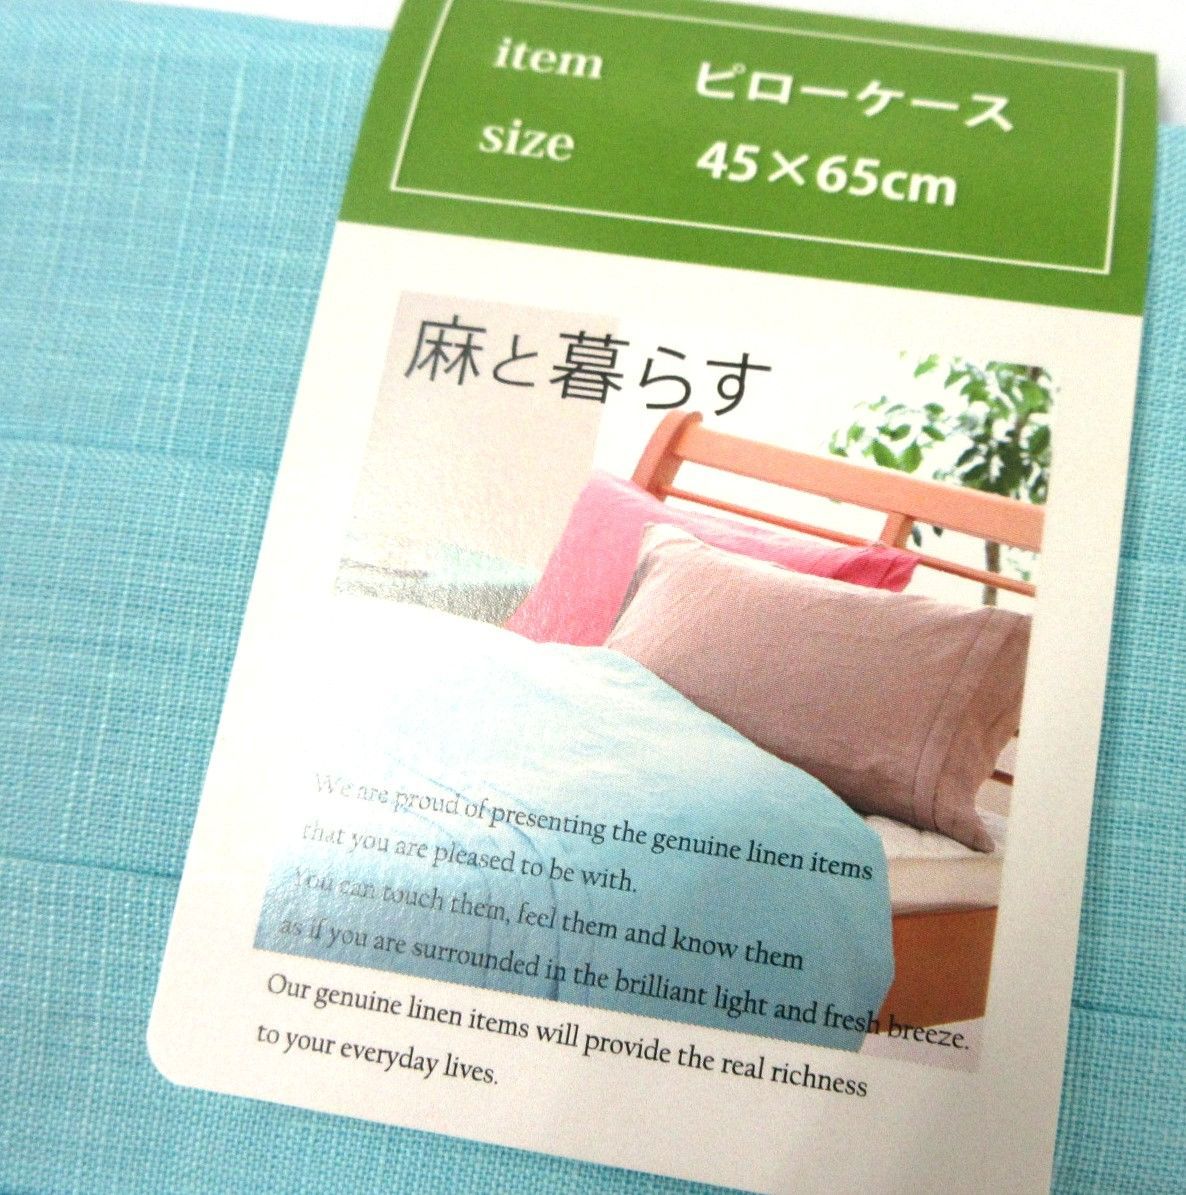 item ピローケース
size 45×65cm
麻と暮らす
We are proud of presenting the genuine linen items
that you are pleased to be with.
You can touch them, feel them and know them
as if you are surrounded in the brilliant light and fresh breeze.
Our genuine linen items will provide the real richness
to your everyday lives.